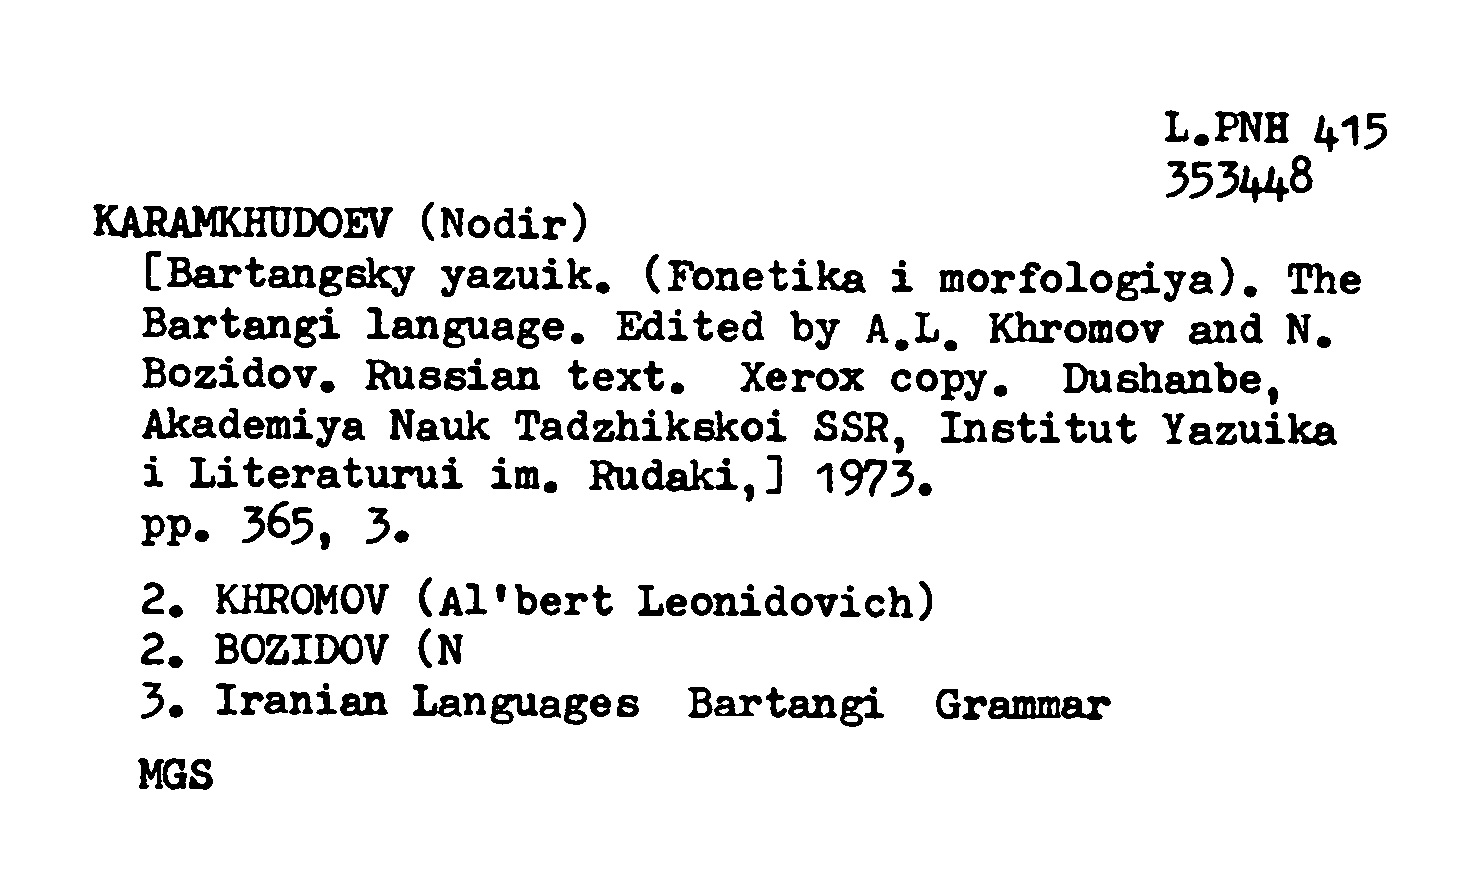 L.PNH 415
353448
KARAMKHUDOEV (Nodir)
[Bartangsky yazuik. (Fonetika i morfologiya). The
Bartangi language. Edited by A.L. Khromov and N.
Bozidov. Russian text. Xerox copy. Dushanbe,
Akademiya Nauk Tadzhikskoi SSR, Institut Yazuika
i Literaturui im. Rudaki,] 1973.
pp. 365, 3.
2. KHROMOV (Al'bert Leonidovich)
2. BOZIDOV (N
3. Iranian Languages Bartangi Grammar
MGS